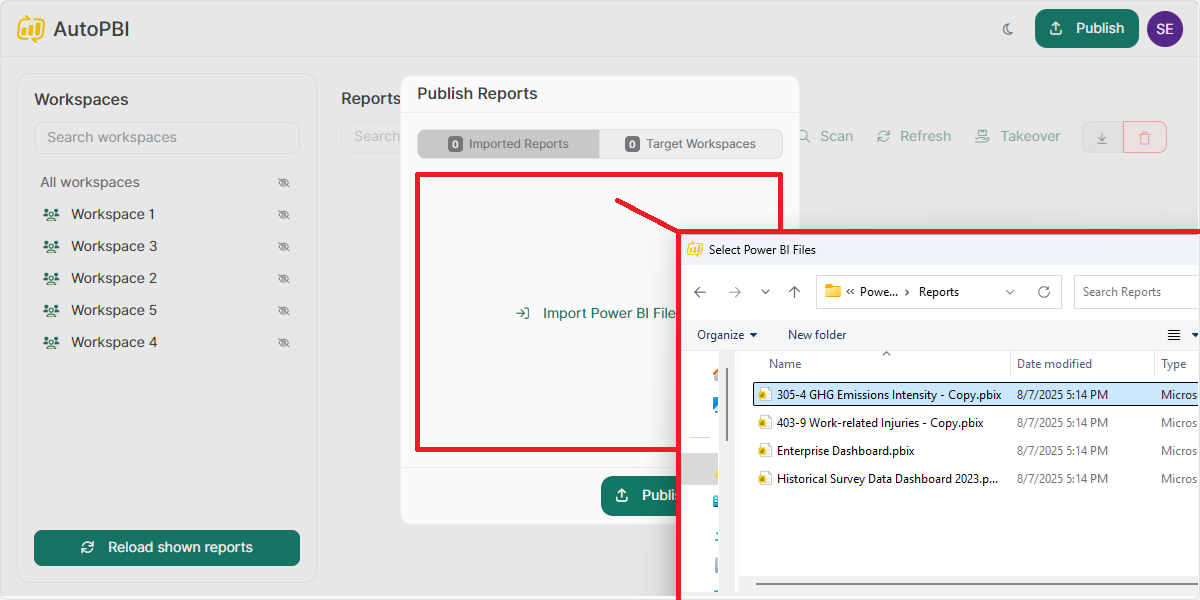 AutoPBI
Publish
SE
Workspaces
Search workspaces
All workspaces
Workspace 1
Workspace 3
Workspace 2
Workspace 5
Workspace 4
Reload shown reports
Reports
Search
Scan
Refresh
Takeover
Publish Reports
0 Imported Reports
0 Target Workspaces
Import Power BI File
Publis
Select Power BI Files
« Powe... › Reports
Search Reports
Organize
New folder
Name Date modified Type
305-4 GHG Emissions Intensity - Copy.pbix 8/7/2025 5:14 PM Micros
403-9 Work-related Injuries - Copy.pbix 8/7/2025 5:14 PM Micros
Enterprise Dashboard.pbix 8/7/2025 5:14 PM Micros
Historical Survey Data Dashboard 2023.p... 8/7/2025 5:14 PM Micros